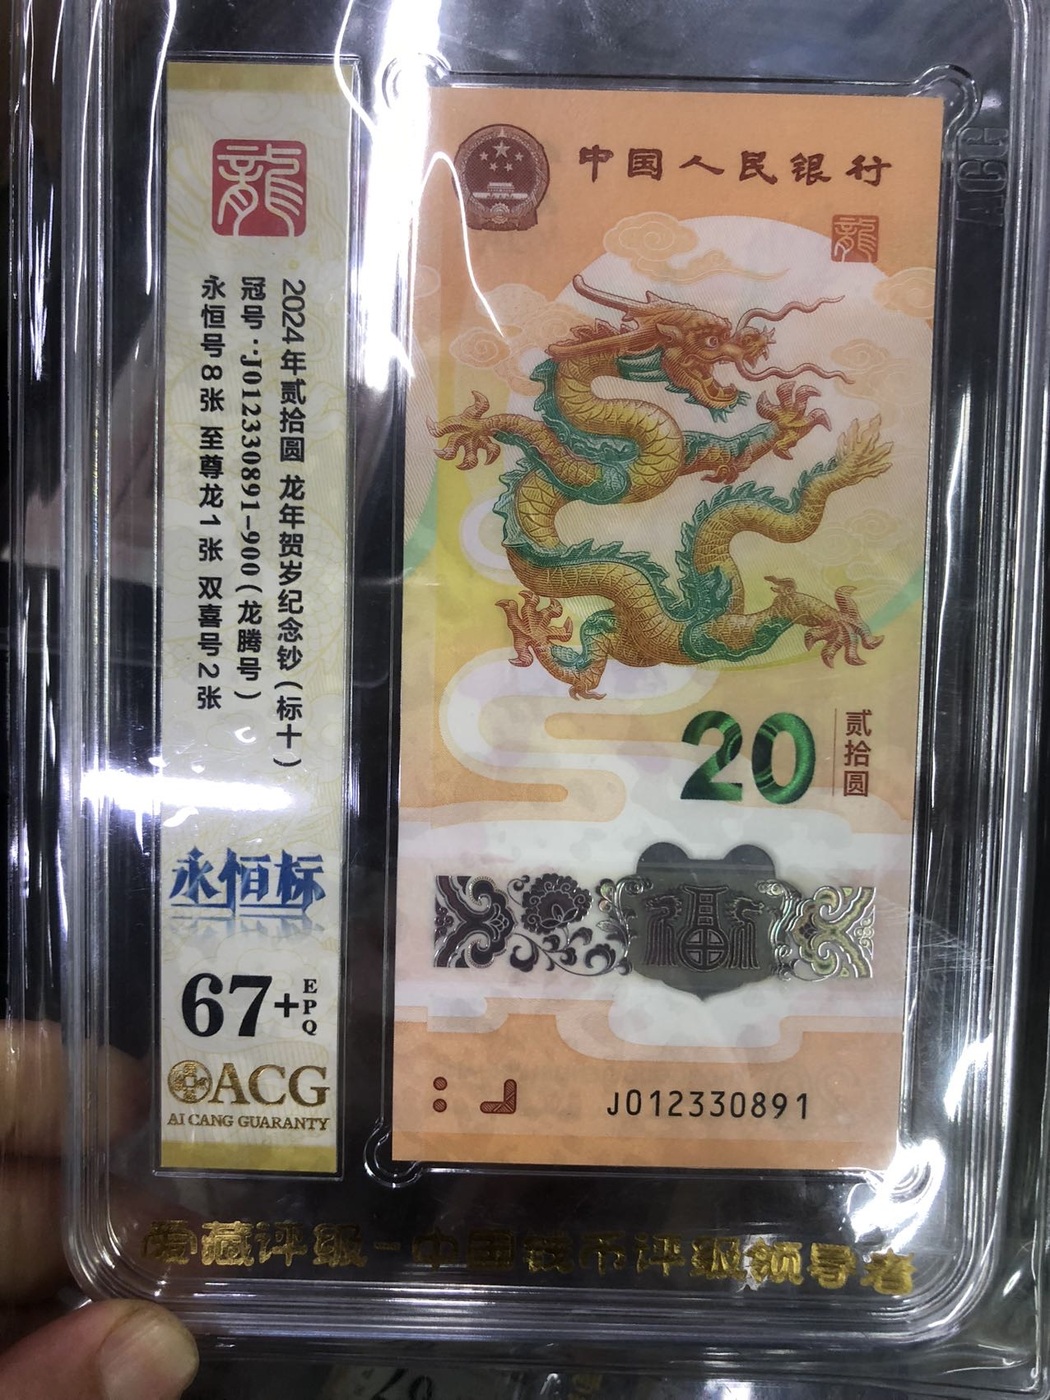 龍
2024年贰拾圆 龙年贺岁纪念钞(标十)
冠号:J012330891-900(龙腾号)
永恒号8张 至尊龙1张 双喜号2张
永恒标
67+EPQ
ACG
AI CANG GUARANTY
中国人民银行
龍
20
贰拾圆
J012330891
爱藏评级-中国钱币评级领导者
ACG